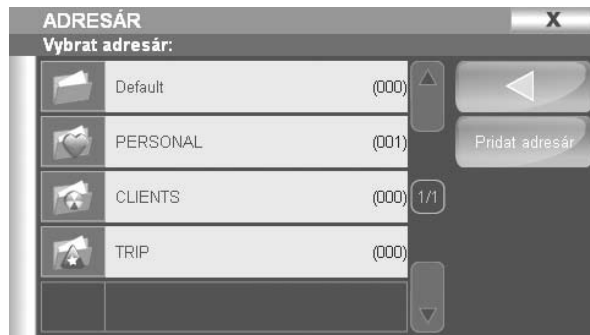 ADRESÁR X
Vybrat adresár:
Default (000)
PERSONAL (001) Pridat adresár
CLIENTS (000) 1/1
TRIP (000)